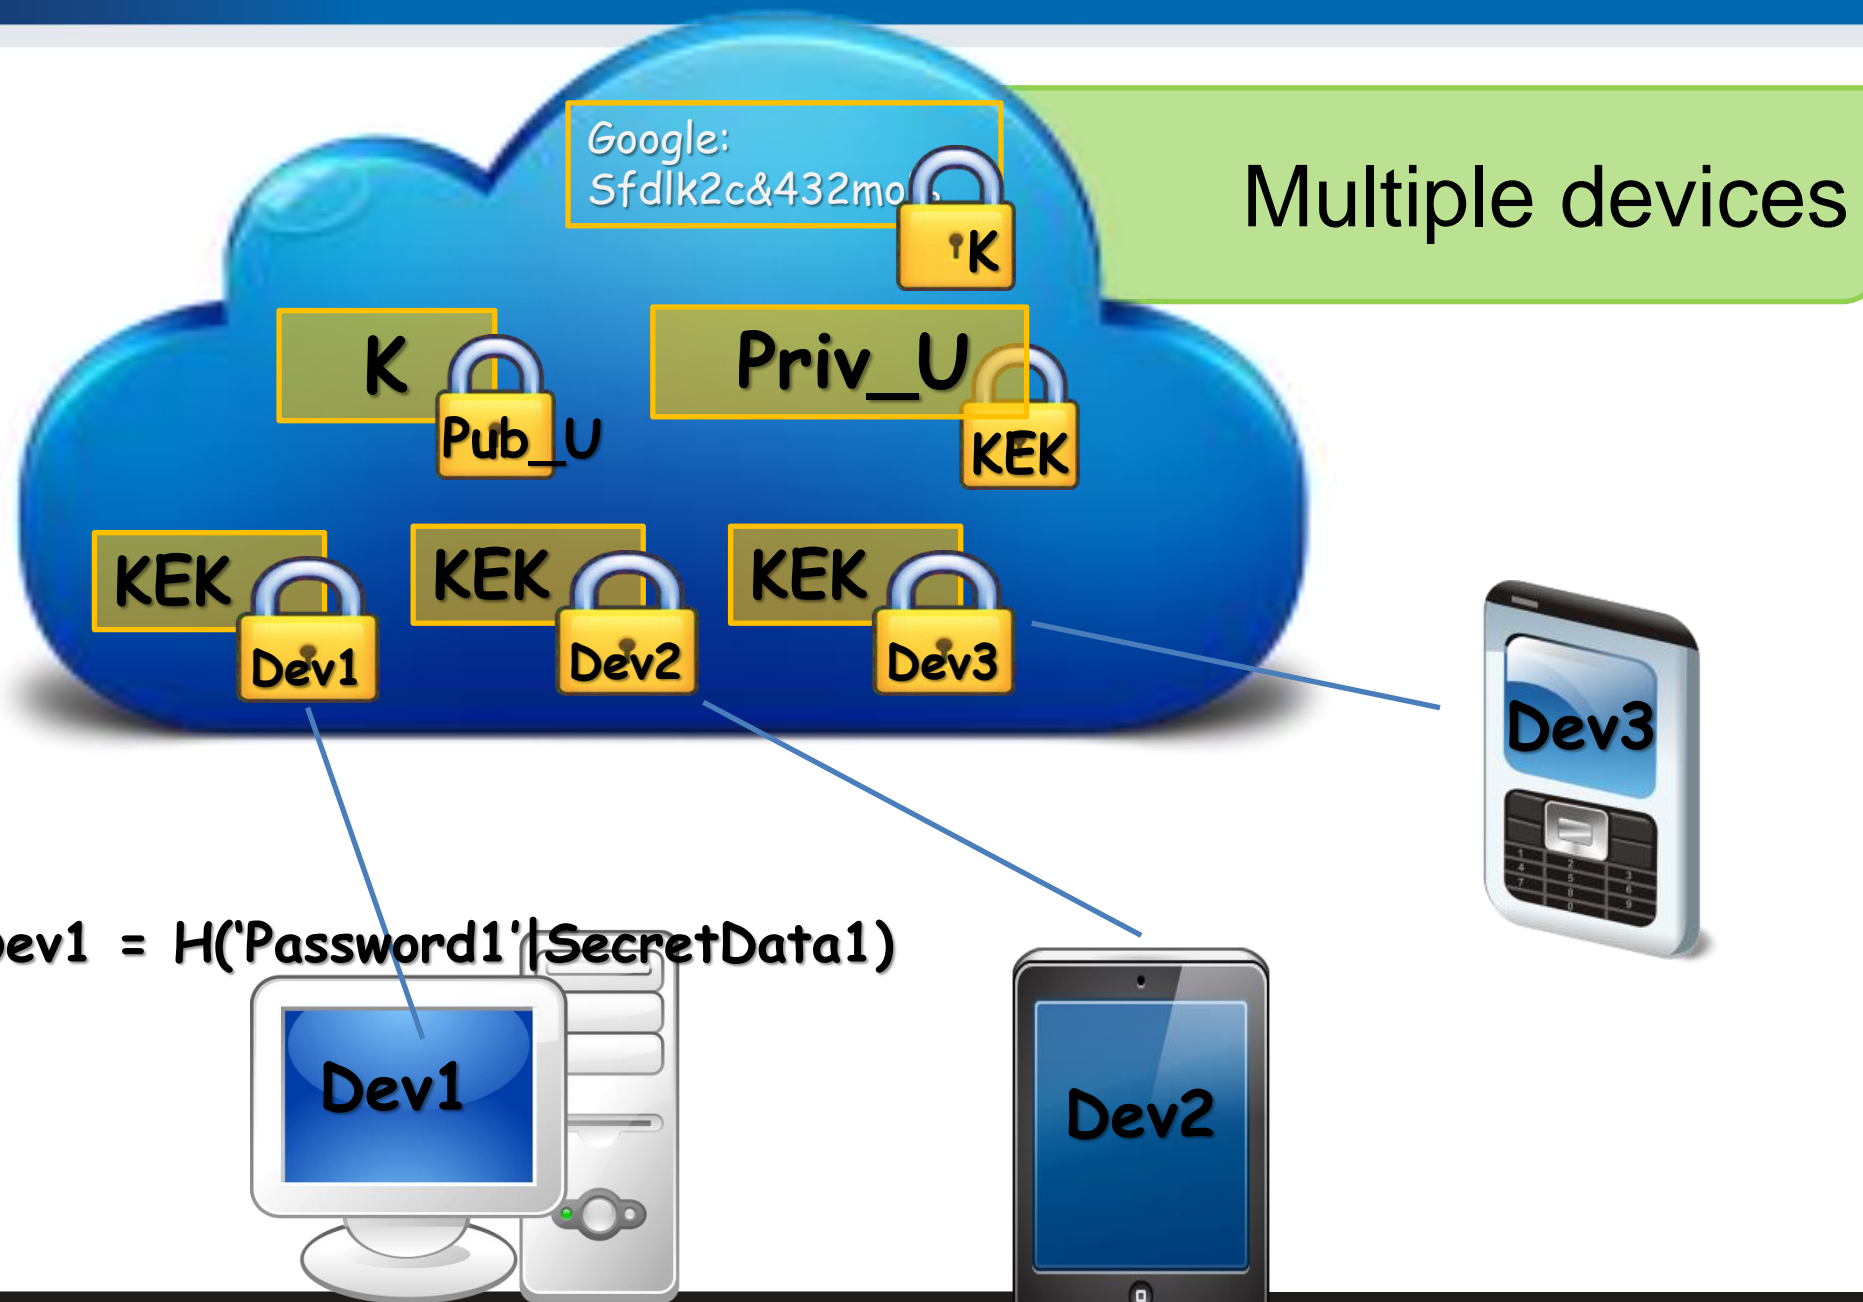 Multiple devices
Google:
Sfdlk2c&432mo
K
K
Pub_U
Priv_U
KEK
KEK
Dev1
KEK
Dev2
KEK
Dev3
Dev3
ev1 = H('Password1'|SecretData1)
Dev1
Dev2